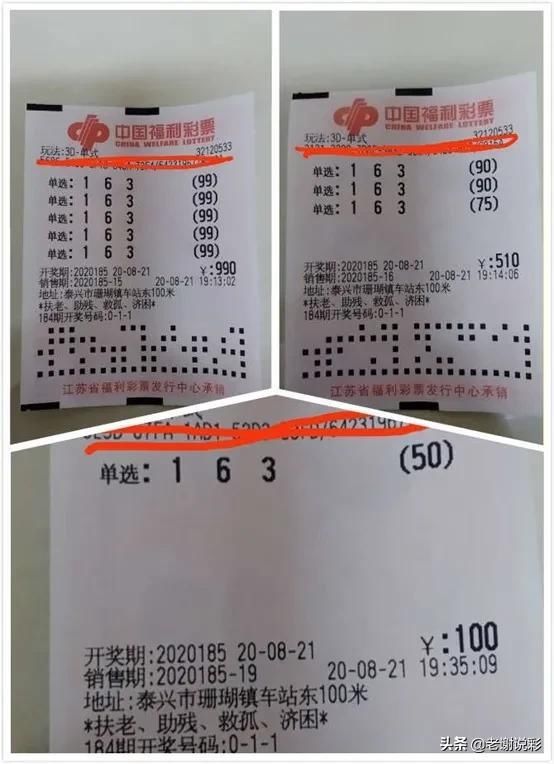 中国福利彩票
CHINA WELFARE LOTTERY
玩法:3D-单式 32120533
单选: 1 6 3 (99)
单选: 1 6 3 (99)
单选: 1 6 3 (99)
单选: 1 6 3 (99)
单选: 1 6 3 (99)
开奖期:2020185 20-08-21 ¥:990
销售期:2020185-15 20-08-21 19:13:02
地址:泰兴市珊瑚镇车站东100米
*扶老、助残、救孤、济困*
184期开奖号码:0-1-1
江苏省福利彩票发行中心承销
中国福利彩票
CHINA WELFARE LOTTERY
玩法:3D-单式 32120533
单选: 1 6 3 (90)
单选: 1 6 3 (90)
单选: 1 6 3 (75)
开奖期:2020185 20-08-21 ¥:510
销售期:2020185-16 20-08-21 19:14:06
地址:泰兴市珊瑚镇车站东100米
*扶老、助残、救孤、济困*
184期开奖号码:0-1-1
江苏省福利彩票发行中心承销
单选: 1 6 3 (50)
开奖期:2020185 20-08-21 ¥:100
销售期:2020185-19 20-08-21 19:35:09
地址:泰兴市珊瑚镇车站东100米
*扶老、助残、救孤、济困*
184期开奖号码:0-1-1
头条 @老谢说彩